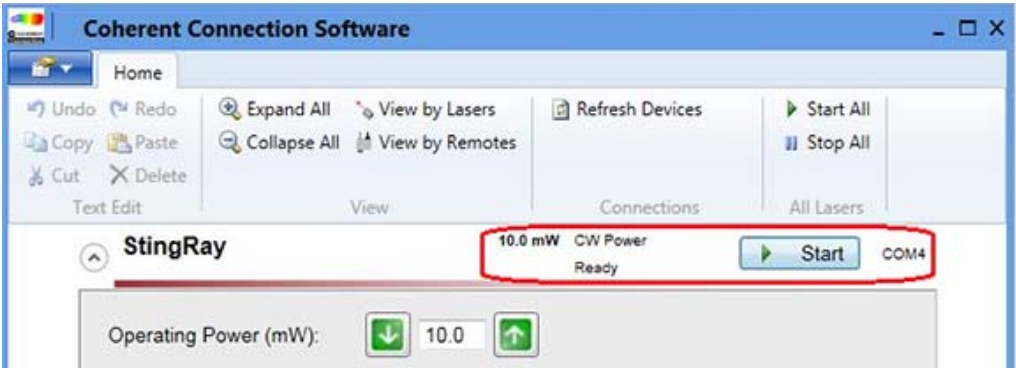 Coherent Connection Software
Home
Undo Redo Expand All View by Lasers Refresh Devices Start All
Copy Paste Collapse All View by Remotes Stop All
Cut Delete
Text Edit View Connections All Lasers
StingRay 10.0 mW CW Power Start COM4
Ready
Operating Power (mW): 10.0